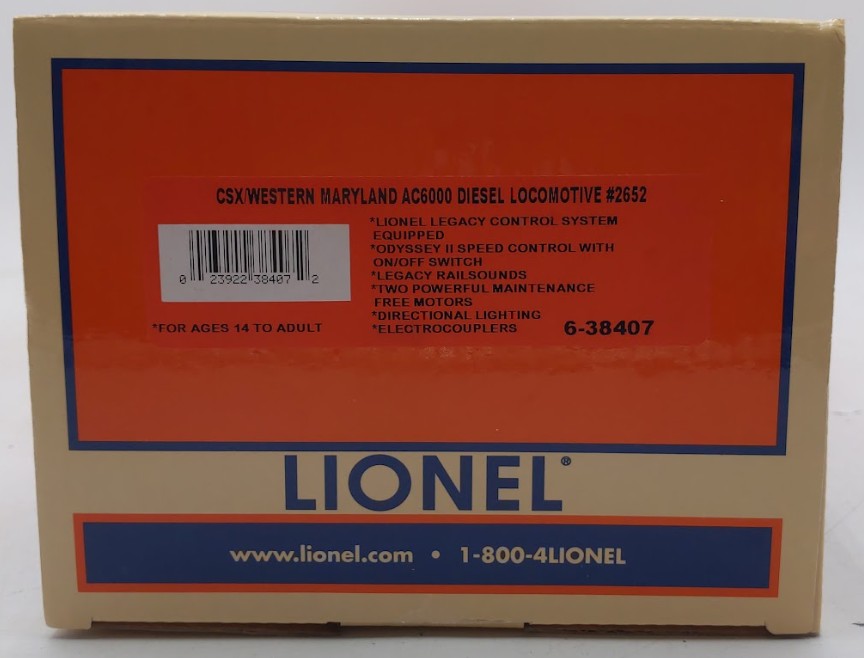 CSX/WESTERN MARYLAND AC6000 DIESEL LOCOMOTIVE #2652
*LIONEL LEGACY CONTROL SYSTEM
EQUIPPED
*ODYSSEY II SPEED CONTROL WITH
ON/OFF SWITCH
*LEGACY RAILSOUNDS
*TWO POWERFUL MAINTENANCE
FREE MOTORS
*DIRECTIONAL LIGHTING
*ELECTROCOUPLERS
0 23922 38407 2
*FOR AGES 14 TO ADULT
6-38407
LIONEL®
www.lionel.com • 1-800-4LIONEL